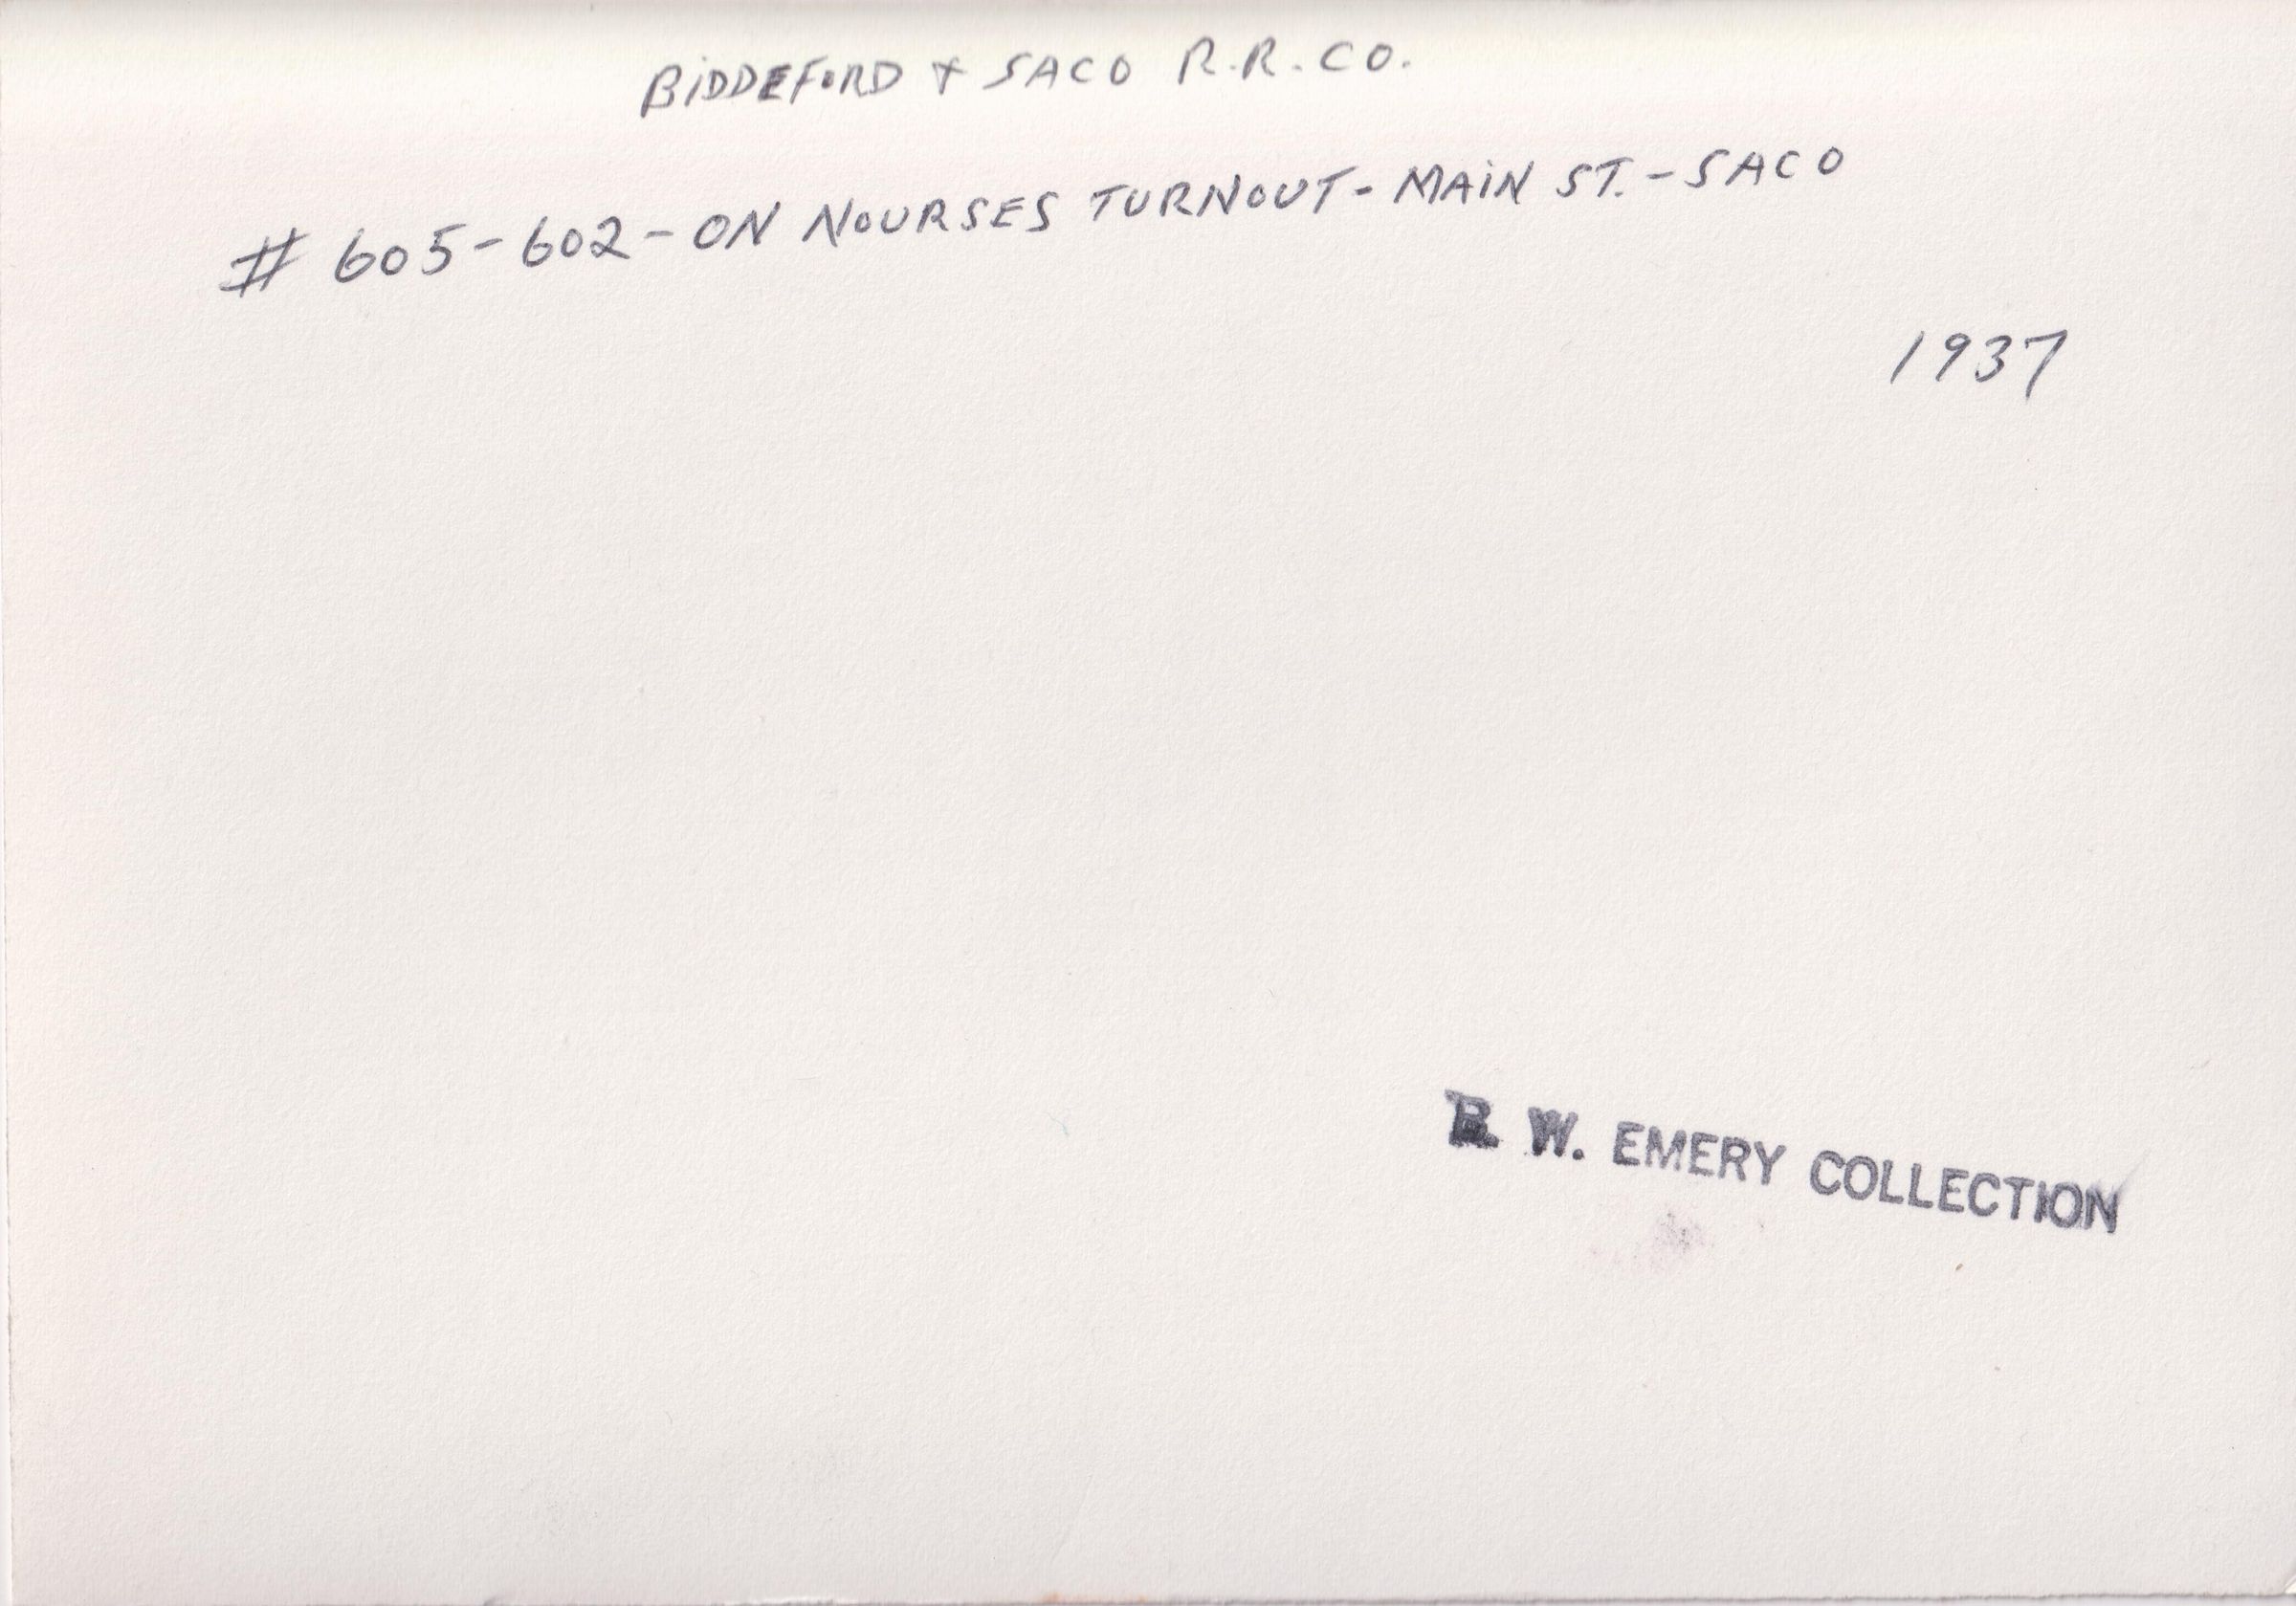 BiDDEFORD + SACO R.R.CO.
# 605-602-ON NOURSES TURNOUT-MAiN ST.-SACO
1937
W. EMERY COLLECTION